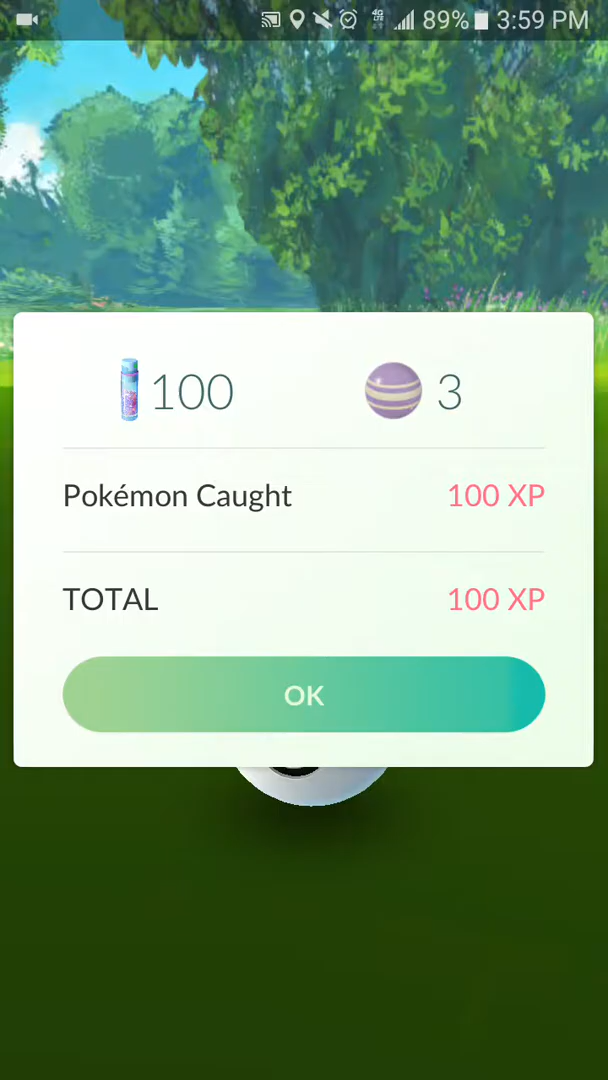 89% 3:59 PM
100 3
Pokémon Caught 100 XP
TOTAL 100 XP
OK